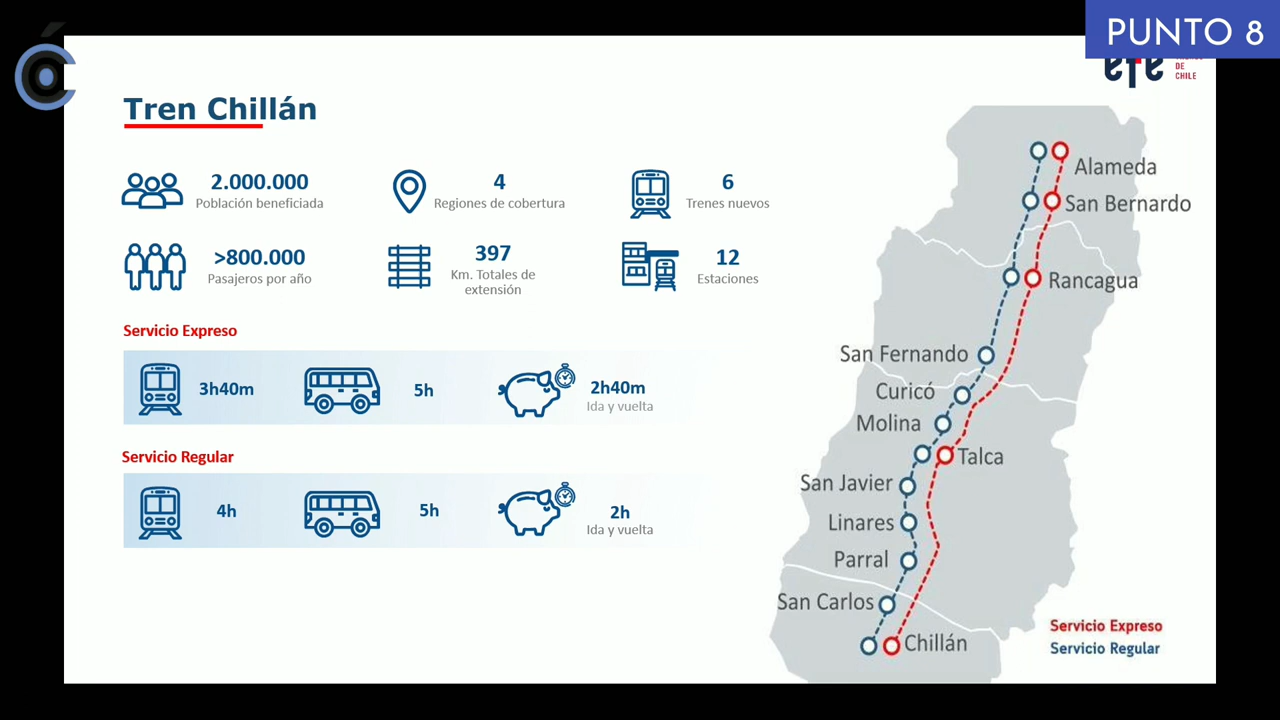 PUNTO 8
efe
DE
CHILE
Tren Chillán
2.000.000
Población beneficiada
4
Regiones de cobertura
6
Trenes nuevos
>800.000
Pasajeros por año
397
Km. Totales de
extensión
12
Estaciones
Servicio Expreso
3h40m
5h
2h40m
Ida y vuelta
Servicio Regular
4h
5h
2h
Ida y vuelta
Alameda
San Bernardo
Rancagua
San Fernando
Curicó
Molina
Talca
San Javier
Linares
Parral
San Carlos
Chillán
Servicio Expreso
Servicio Regular